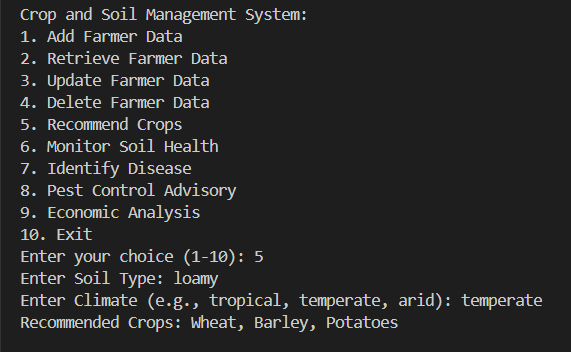 Crop and Soil Management System:
1. Add Farmer Data
2. Retrieve Farmer Data
3. Update Farmer Data
4. Delete Farmer Data
5. Recommend Crops
6. Monitor Soil Health
7. Identify Disease
8. Pest Control Advisory
9. Economic Analysis
10. Exit
Enter your choice (1-10): 5
Enter Soil Type: loamy
Enter Climate (e.g., tropical, temperate, arid): temperate
Recommended Crops: Wheat, Barley, Potatoes